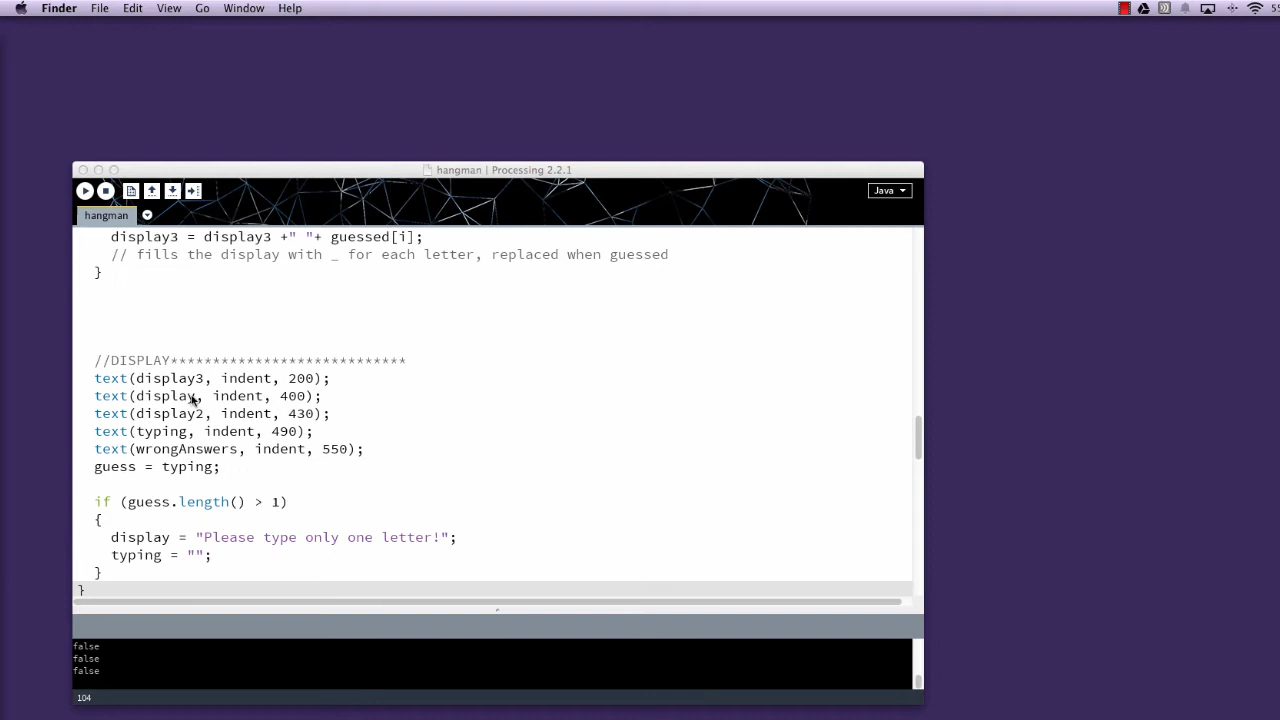 Finder File Edit View Go Window Help
hangman | Processing 2.2.1
Java
hangman
display3 = display3 +" "+ guessed[i];
// fills the display with _ for each letter, replaced when guessed
}
//DISPLAY****************************
text(display3, indent, 200);
text(display, indent, 400);
text(display2, indent, 430);
text(typing, indent, 490);
text(wrongAnswers, indent, 550);
guess = typing;
if (guess.length() > 1)
{
display = "Please type only one letter!";
typing = "";
}
}
false
false
false
104